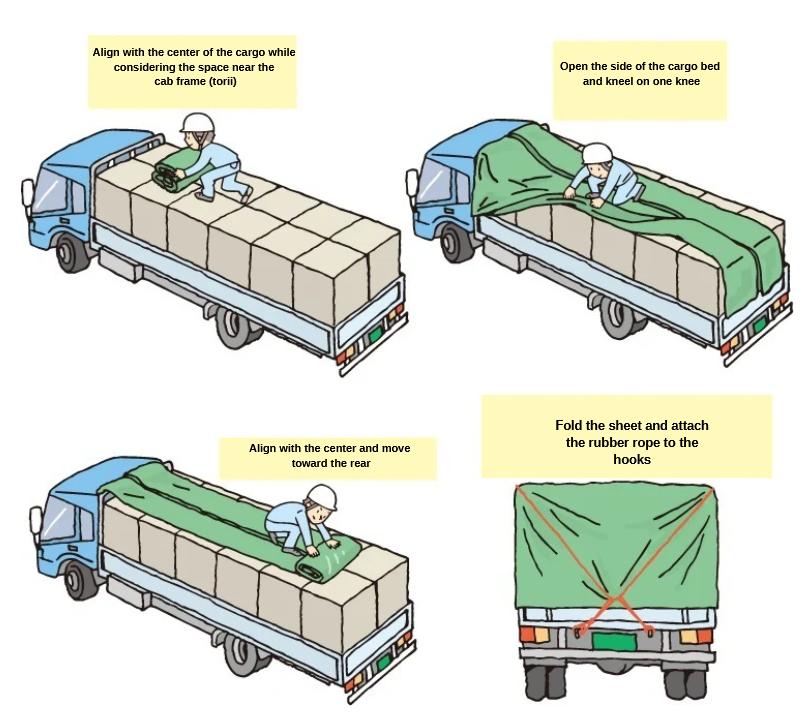 Align with the center of the cargo while
considering the space near the
cab frame (torii)
Open the side of the cargo bed
and kneel on one knee
Align with the center and move
toward the rear
Fold the sheet and attach
the rubber rope to the
hooks